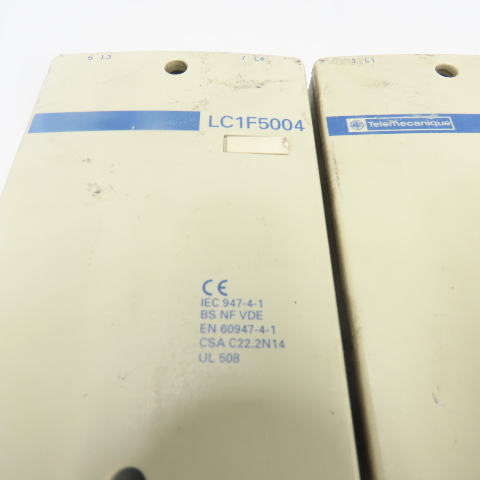 5 L3
7 L4
LC1F5004
CE
IEC 947-4-1
BS NF VDE
EN 60947-4-1
CSA C22.2N14
UL 508
1 L1
Telemecanique